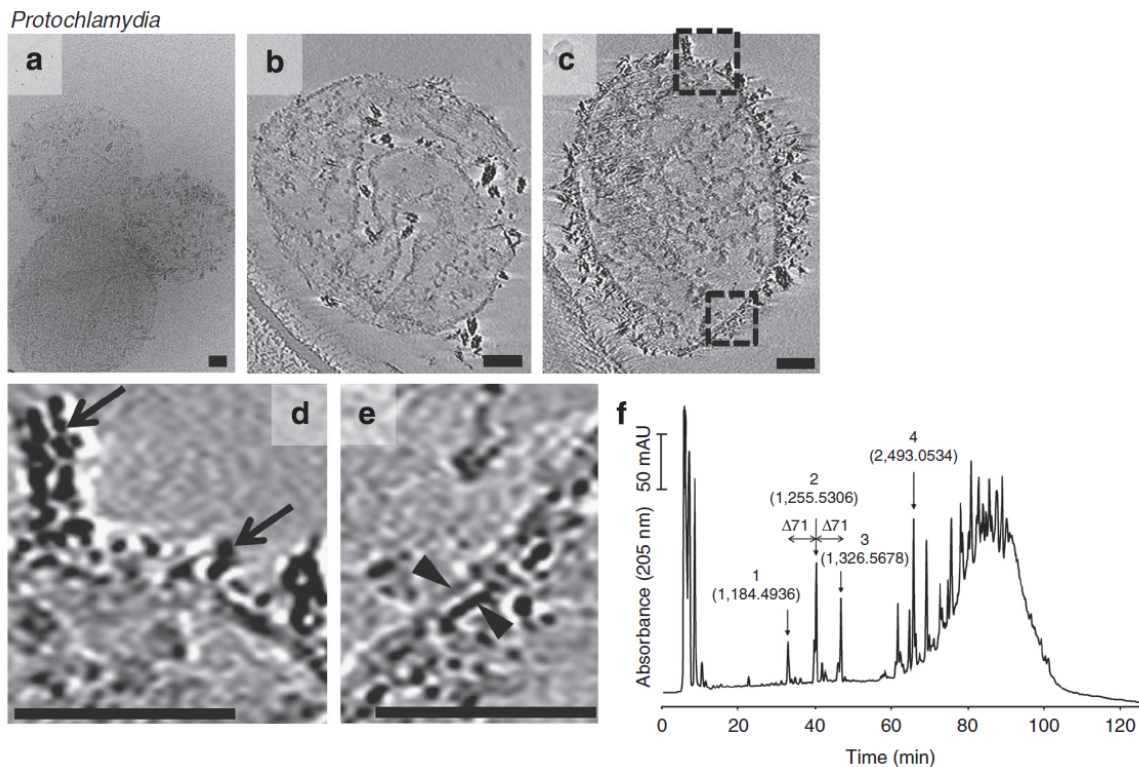 Protochlamydia
a
b
c
d
e
f
Absorbance (205 nm)
50 mAU
4
(2,493.0534)
2
(1,255.5306)
Δ71 Δ71
3
(1,326.5678)
1
(1,184.4936)
0 20 40 60 80 100 120
Time (min)